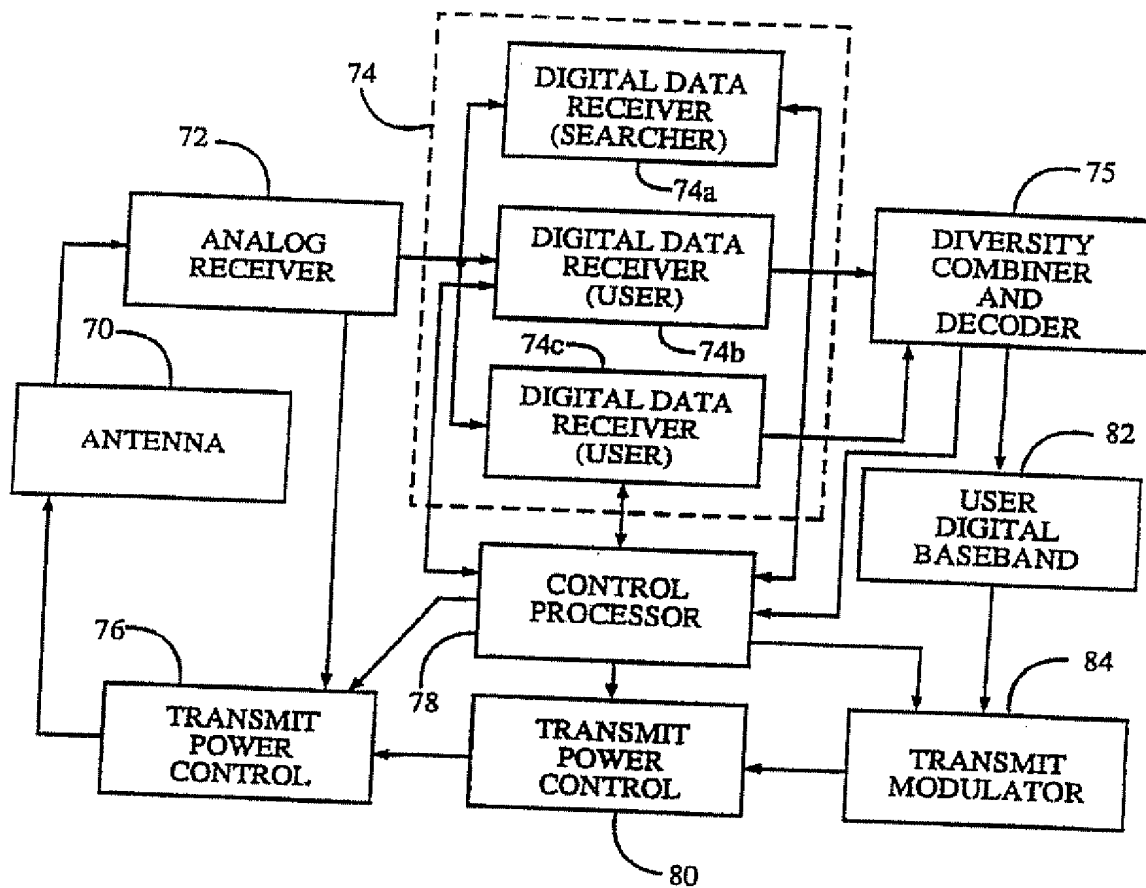 74
DIGITAL DATA
RECEIVER
(SEARCHER)
74a
72
ANALOG
RECEIVER
DIGITAL DATA
RECEIVER
(USER)
74b
75
DIVERSITY
COMBINER
AND
DECODER
70
ANTENNA
74c
DIGITAL DATA
RECEIVER
(USER)
82
USER
DIGITAL
BASEBAND
CONTROL
PROCESSOR
78
76
TRANSMIT
POWER
CONTROL
TRANSMIT
POWER
CONTROL
80
84
TRANSMIT
MODULATOR